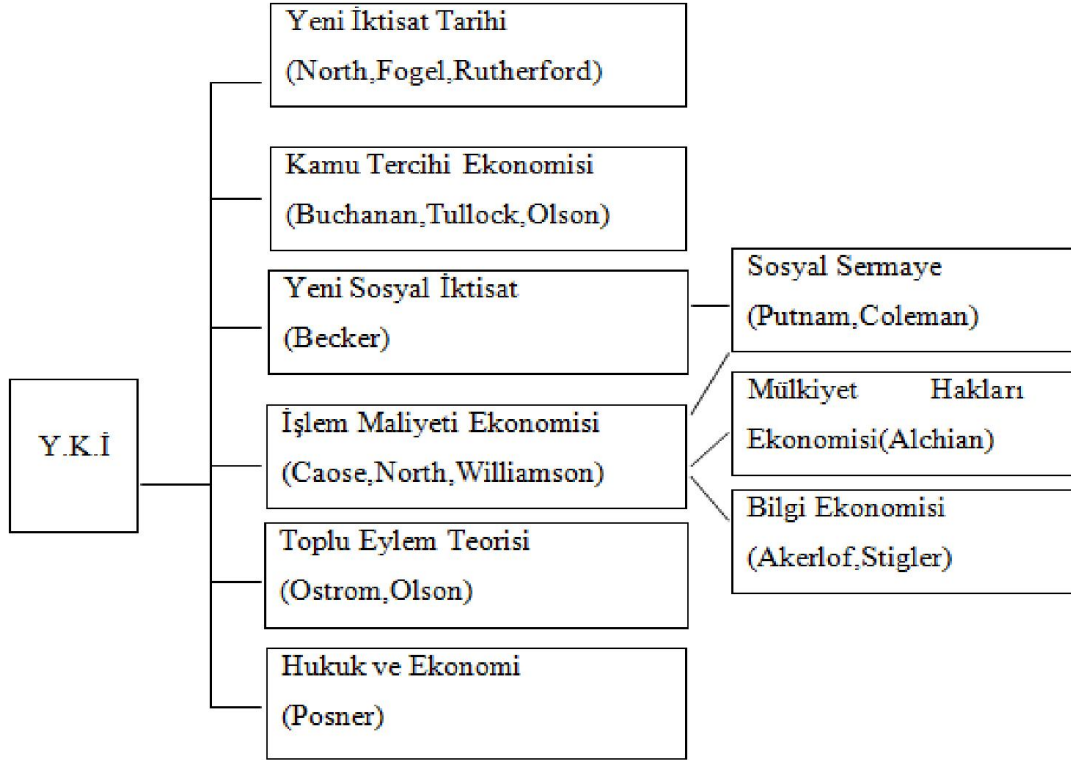 Yeni İktisat Tarihi
(North,Fogel,Rutherford)
Kamu Tercihi Ekonomisi
(Buchanan,Tullock,Olson)
Yeni Sosyal İktisat
(Becker)
Sosyal Sermaye
(Putnam,Coleman)
Y.K.İ
İşlem Maliyeti Ekonomisi
(Caose,North,Williamson)
Mülkiyet Hakları
Ekonomisi(Alchian)
Bilgi Ekonomisi
(Akerlof,Stigler)
Toplu Eylem Teorisi
(Ostrom,Olson)
Hukuk ve Ekonomi
(Posner)